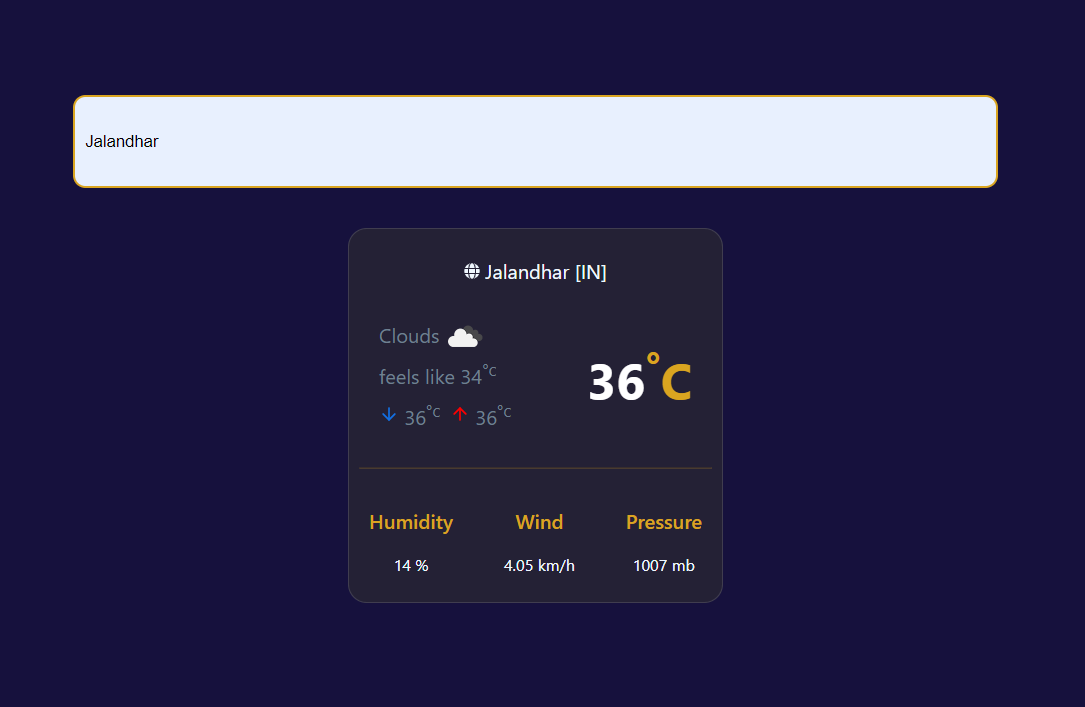 Jalandhar
Jalandhar [IN]
Clouds
feels like 34°C
36°C 36°C
36°C
Humidity Wind Pressure
14 % 4.05 km/h 1007 mb